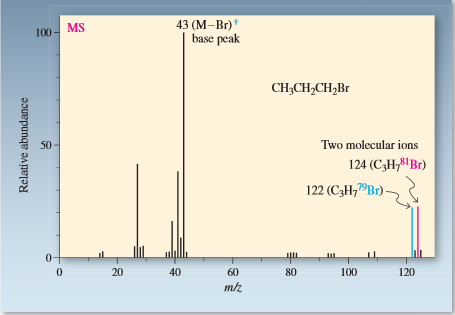 MS
43 (M–Br)⁺
base peak
CH₃CH₂CH₂Br
Two molecular ions
124 (C₃H₇⁸¹Br)
122 (C₃H₇⁷⁹Br)
Relative abundance
100
50
0
0 20 40 60 80 100 120
m/z